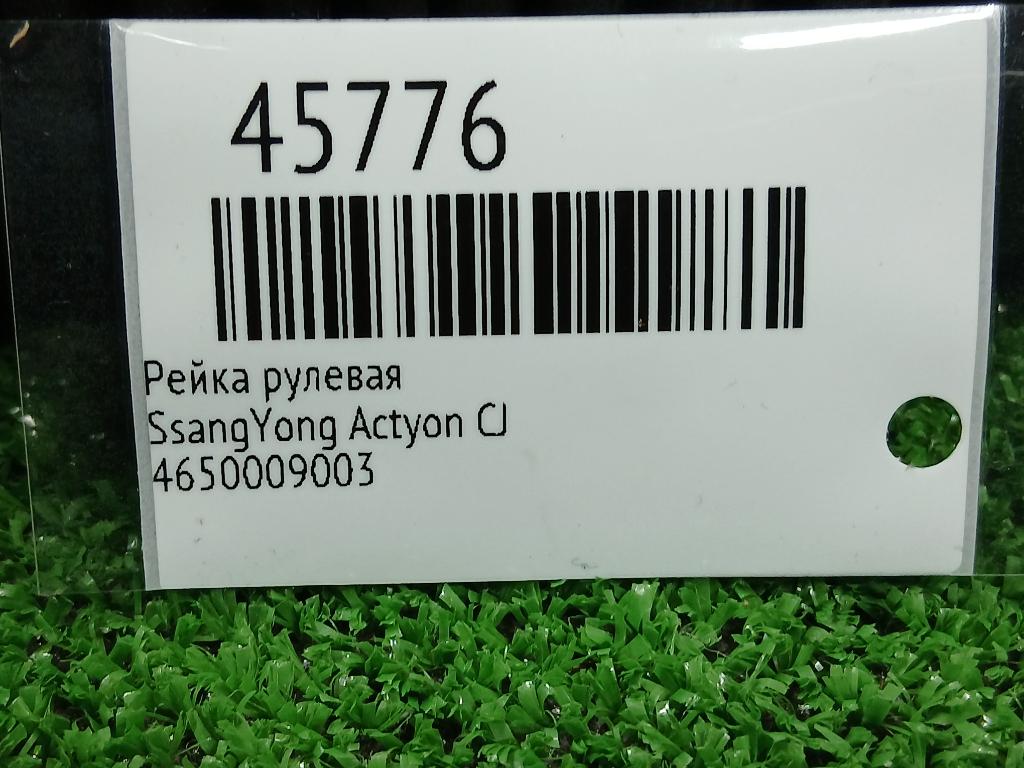 45776
Рейка рулевая
SsangYong Actyon CJ
4650009003